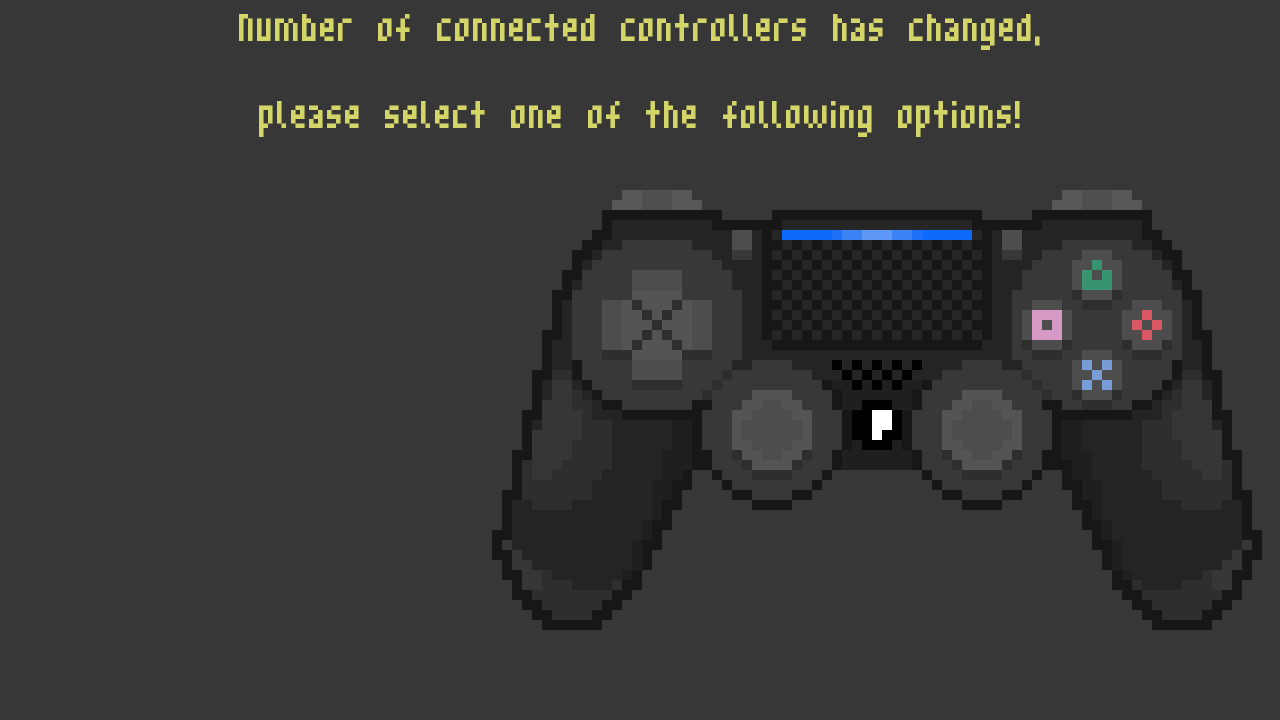 Number of connected controllers has changed,
please select one of the following options!